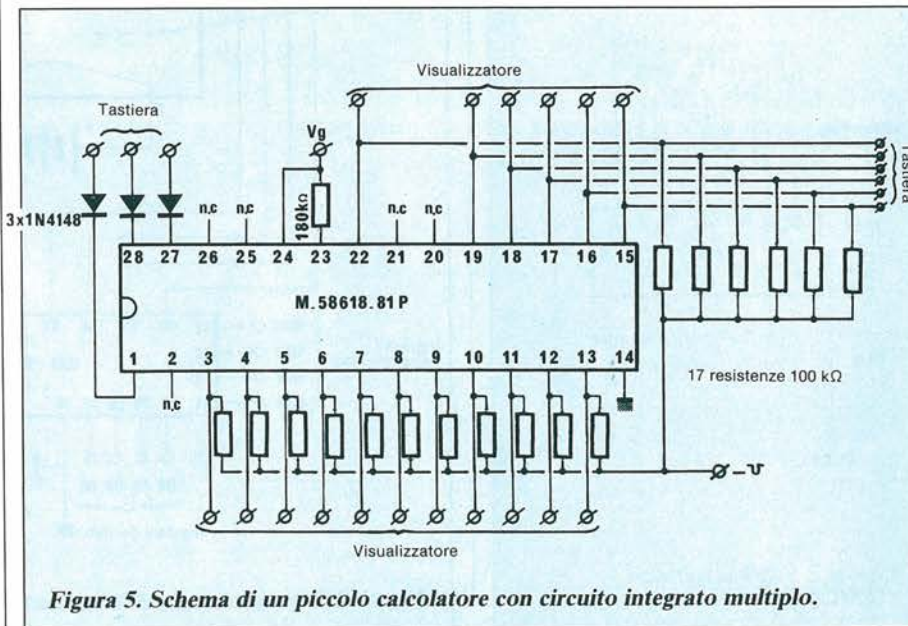 Visualizzatore
Tastiera
Vg
Tastiera
3x1N4148
n,c n,c
180kΩ
n,c n,c
28 27 26 25 24 23 22 21 20 19 18 17 16 15
M.58618.81P
1 2 3 4 5 6 7 8 9 10 11 12 13 14
n,c
17 resistenze 100 kΩ
Visualizzatore
Figura 5. Schema di un piccolo calcolatore con circuito integrato multiplo.